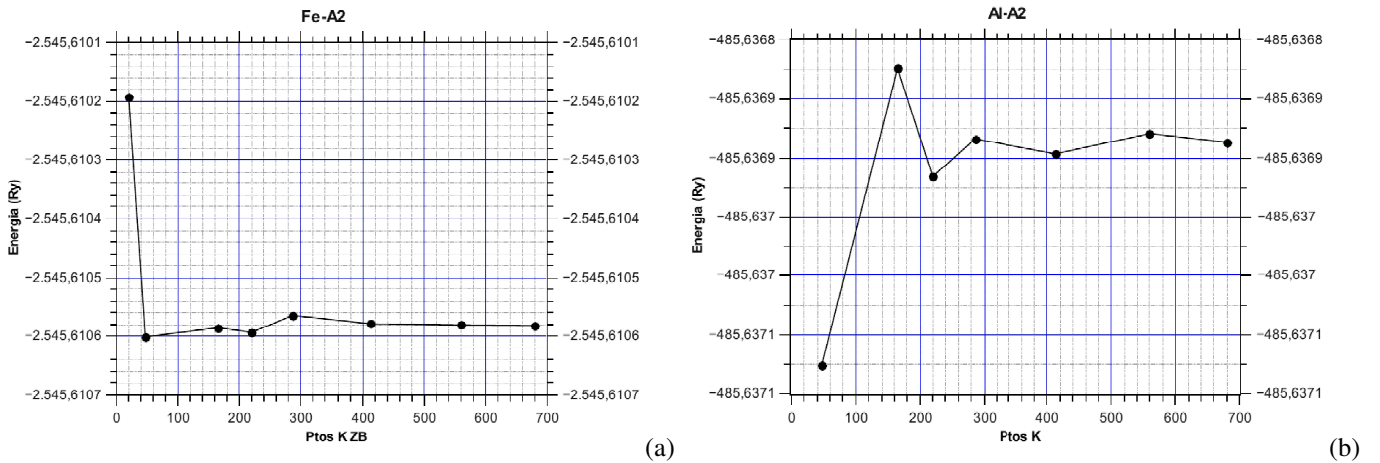 Fe-A2
−2.545,6101 −2.545,6101
−2.545,6102 −2.545,6102
−2.545,6103 −2.545,6103
−2.545,6104 −2.545,6104
−2.545,6105 −2.545,6105
−2.545,6106 −2.545,6106
−2.545,6107 −2.545,6107
Energia (Ry)
0 100 200 300 400 500 600 700
Ptos K ZB
(a)
Al-A2
−485,6368 −485,6368
−485,6369 −485,6369
−485,6369 −485,6369
−485,637 −485,637
−485,637 −485,637
−485,6371 −485,6371
−485,6371 −485,6371
Energia (Ry)
0 100 200 300 400 500 600 700
Ptos K
(b)